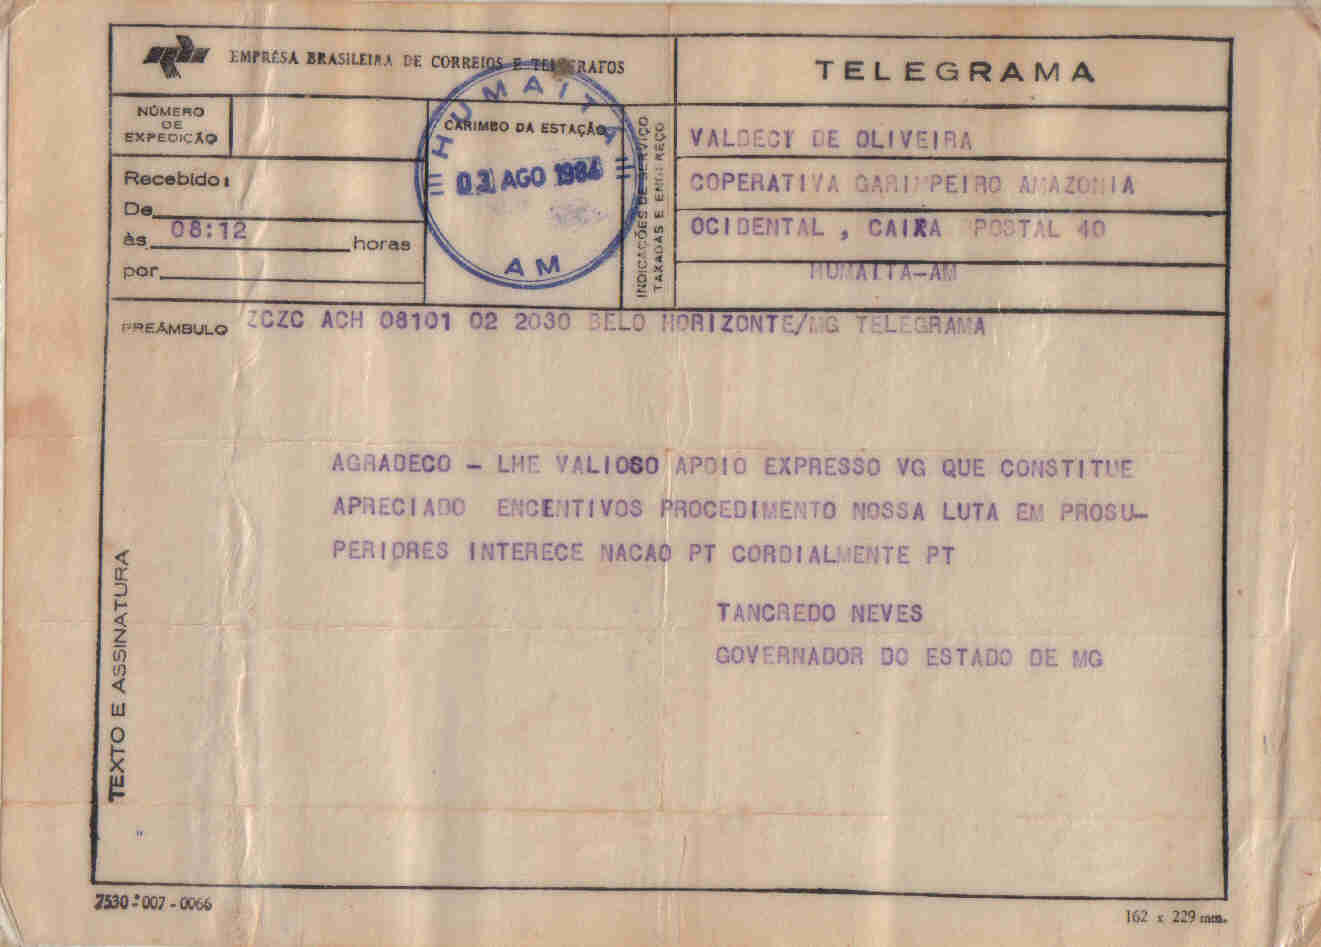 EMPRÊSA BRASILEIRA DE CORREIOS E TELÉGRAFOS
TELEGRAMA
NÚMERO
DE
EXPEDIÇÃO
CARIMBO DA ESTAÇÃO
HUMAITA
03 AGO 1984
AM
INDICAÇÕES DE SERVIÇO
TAXADAS E ENDEREÇO
VALDECY DE OLIVEIRA
COPERATIVA GARIMPEIRO AMAZONIA
OCIDENTAL , CAIXA POSTAL 40
HUMAITA-AM
Recebido:
De
às 08:12 horas
por
PREÂMBULO ZCZC ACH 08101 02 2030 BELO HORIZONTE/MG TELEGRAMA
AGRADECO - LHE VALIOSO APOIO EXPRESSO VG QUE CONSTITUE
APRECIADO ENCENTIVOS PROCEDIMENTO NOSSA LUTA EM PROSU-
PERIORES INTERECE NACAO PT CORDIALMENTE PT
TANCREDO NEVES
GOVERNADOR DO ESTADO DE MG
TEXTO E ASSINATURA
7530-007-0066
162 x 229 mm.